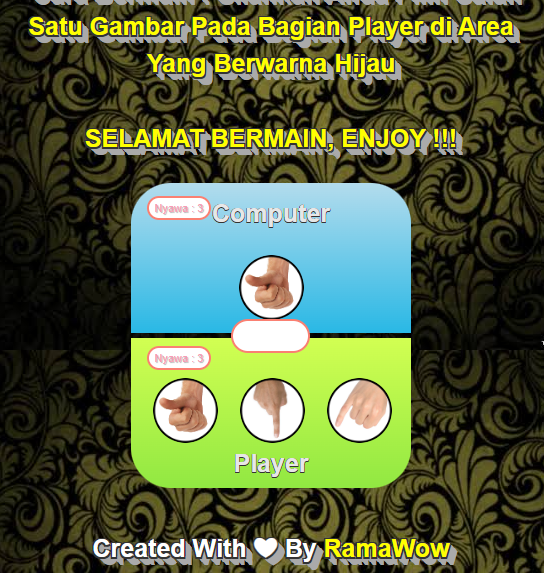 Satu Gambar Pada Bagian Player di Area
Yang Berwarna Hijau
SELAMAT BERMAIN, ENJOY !!!
Nyawa : 3
Computer
Nyawa : 3
Player
Created With By RamaWow